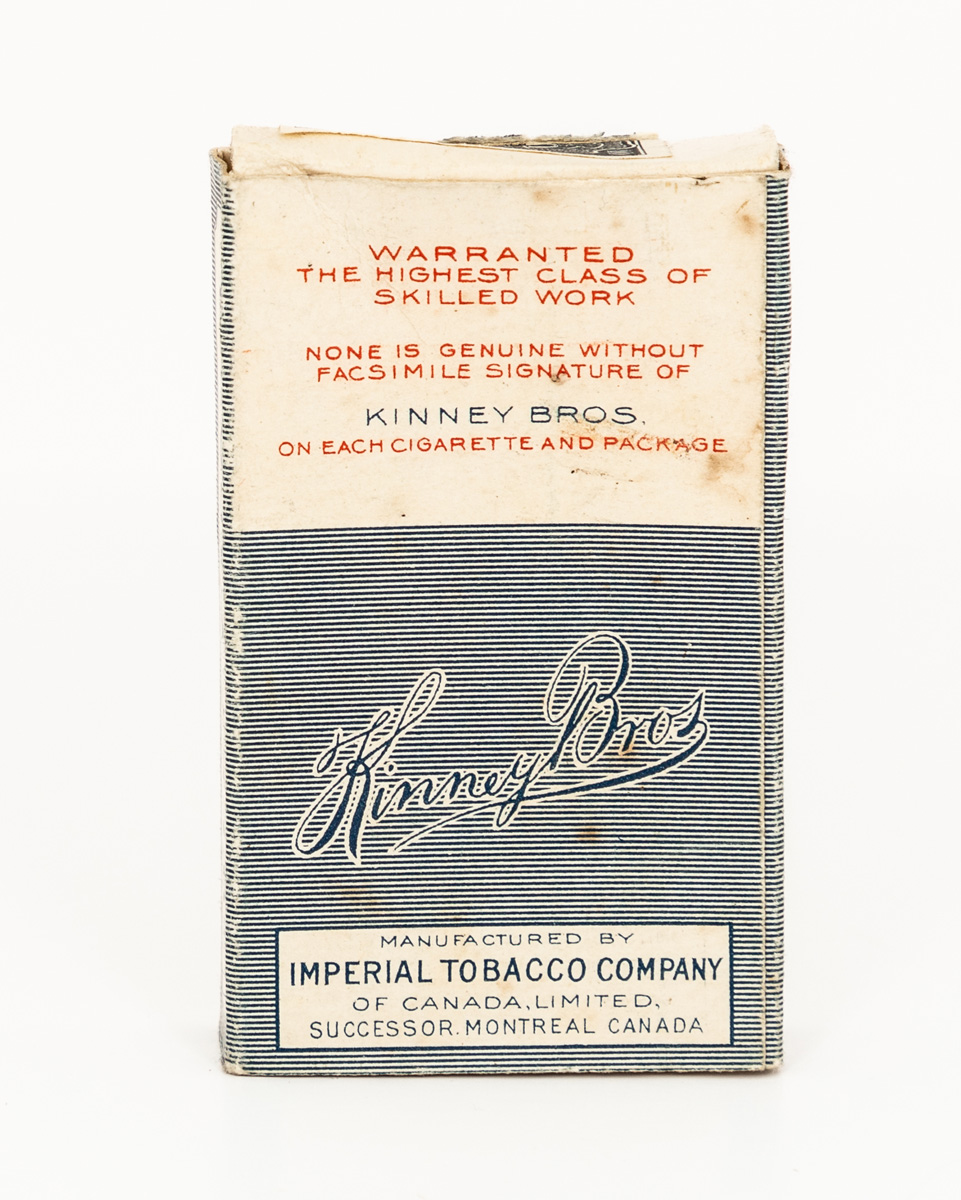 WARRANTED
THE HIGHEST CLASS OF
SKILLED WORK
NONE IS GENUINE WITHOUT
FACSIMILE SIGNATURE OF
KINNEY BROS.
ON EACH CIGARETTE AND PACKAGE
Kinney Bros
MANUFACTURED BY
IMPERIAL TOBACCO COMPANY
OF CANADA, LIMITED,
SUCCESSOR. MONTREAL CANADA